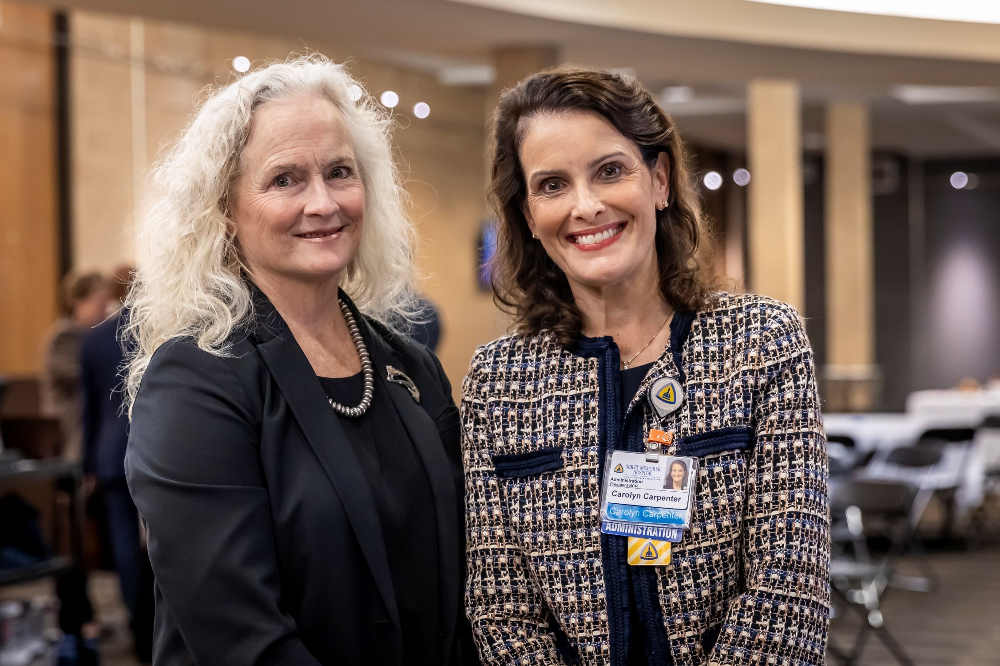 SIBLEY MEMORIAL
HOSPITAL
JOHNS HOPKINS MEDICINE
Administration
President NCR
Carolyn Carpenter
Carolyn Carpenter
ADMINISTRATION